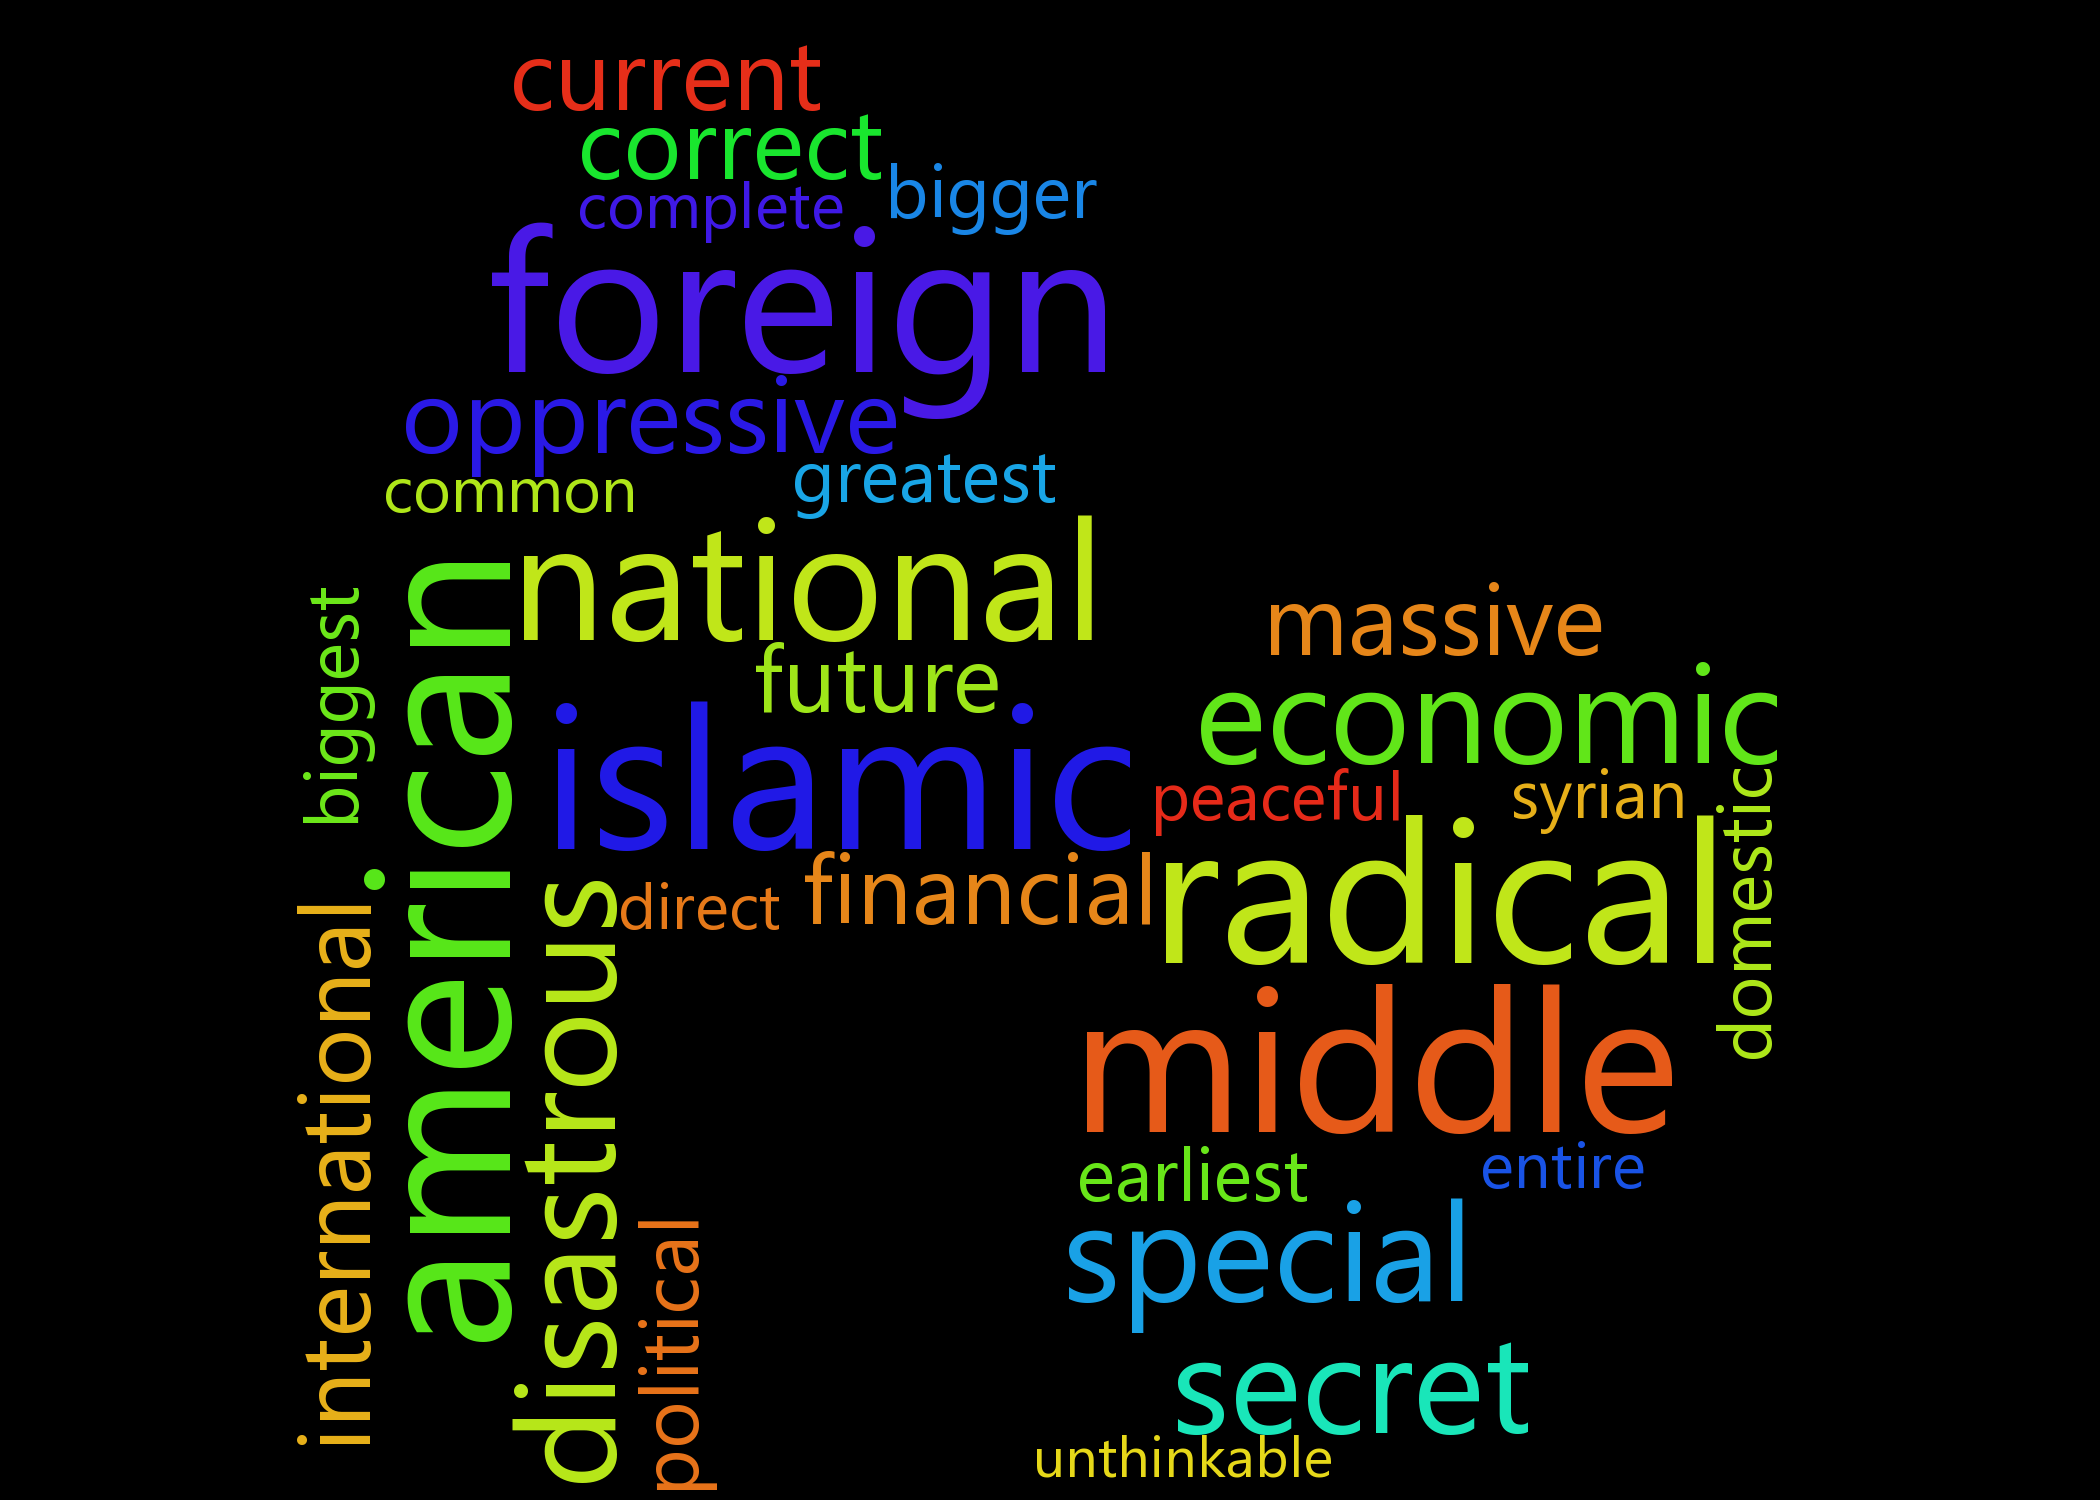 current
correct
complete
bigger
foreign
oppressive
common
greatest
national
american
biggest
future
islamic
massive
economic
peaceful
syrian
domestic
radical
financial
direct
disastrous
international
middle
earliest
entire
special
political
secret
unthinkable